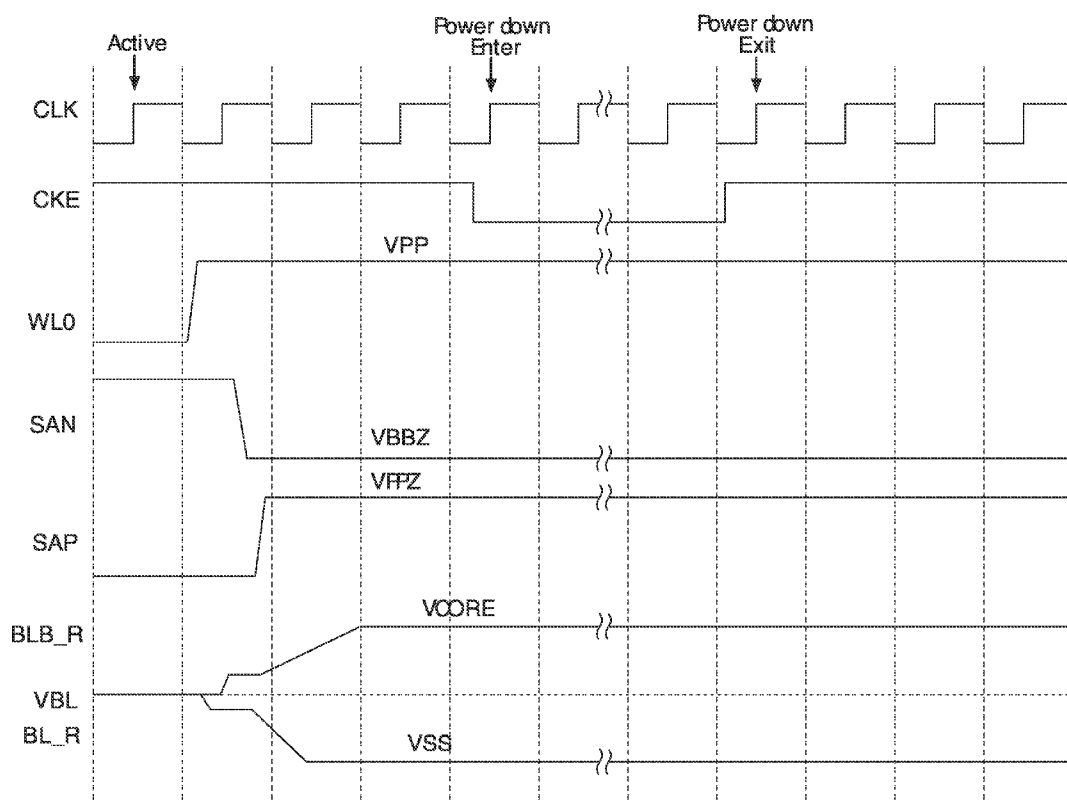 Active
Power down
Enter
Power down
Exit
CLK
CKE
VPP
WL0
SAN
VBBZ
VPPZ
SAP
VCORE
BLB_R
VBL
BL_R
VSS